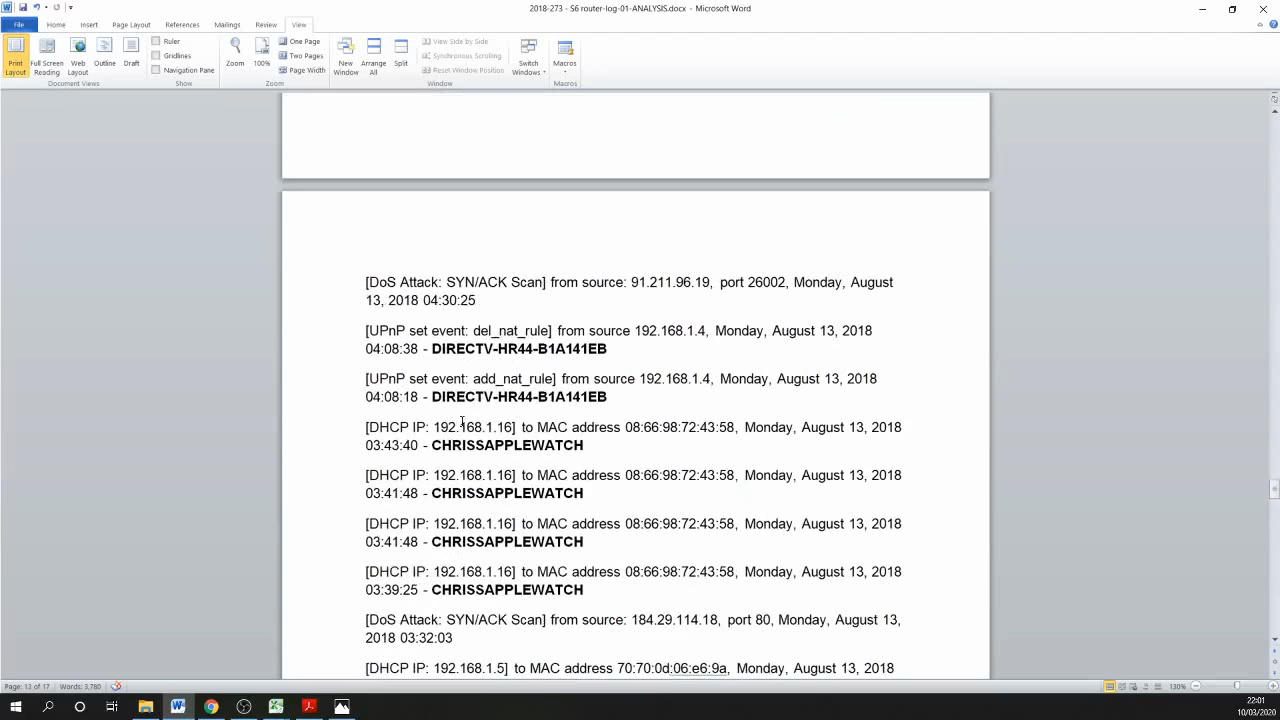 2018-273 - S6 router-log-01-ANALYSIS.docx - Microsoft Word
File Home Insert Page Layout References Mailings Review View
Print Layout
Full Screen Reading
Web Layout
Outline
Draft
Document Views
Ruler
Gridlines
Navigation Pane
Show
Zoom
100%
One Page
Two Pages
Page Width
Zoom
New Window
Arrange All
Split
View Side by Side
Synchronous Scrolling
Reset Window Position
Window
Switch Windows
Macros
Macros
[DoS Attack: SYN/ACK Scan] from source: 91.211.96.19, port 26002, Monday, August
13, 2018 04:30:25
[UPnP set event: del_nat_rule] from source 192.168.1.4, Monday, August 13, 2018
04:08:38 - DIRECTV-HR44-B1A141EB
[UPnP set event: add_nat_rule] from source 192.168.1.4, Monday, August 13, 2018
04:08:18 - DIRECTV-HR44-B1A141EB
[DHCP IP: 192.168.1.16] to MAC address 08:66:98:72:43:58, Monday, August 13, 2018
03:43:40 - CHRISSAPPLEWATCH
[DHCP IP: 192.168.1.16] to MAC address 08:66:98:72:43:58, Monday, August 13, 2018
03:41:48 - CHRISSAPPLEWATCH
[DHCP IP: 192.168.1.16] to MAC address 08:66:98:72:43:58, Monday, August 13, 2018
03:41:48 - CHRISSAPPLEWATCH
[DHCP IP: 192.168.1.16] to MAC address 08:66:98:72:43:58, Monday, August 13, 2018
03:39:25 - CHRISSAPPLEWATCH
[DoS Attack: SYN/ACK Scan] from source: 184.29.114.18, port 80, Monday, August 13,
2018 03:32:03
[DHCP IP: 192.168.1.5] to MAC address 70:70:0d:06:e6:9a, Monday, August 13, 2018
Page: 13 of 17 Words: 3,780
130%
22:01
10/03/2020